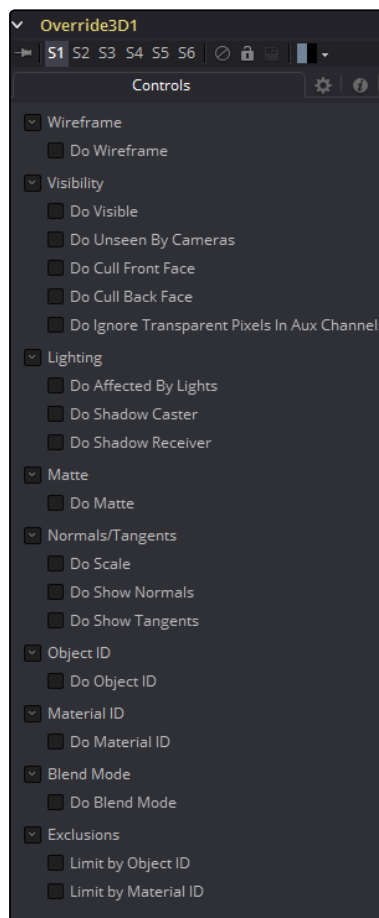 Override3D1
S1 S2 S3 S4 S5 S6
Controls
Wireframe
Do Wireframe
Visibility
Do Visible
Do Unseen By Cameras
Do Cull Front Face
Do Cull Back Face
Do Ignore Transparent Pixels In Aux Channel
Lighting
Do Affected By Lights
Do Shadow Caster
Do Shadow Receiver
Matte
Do Matte
Normals/Tangents
Do Scale
Do Show Normals
Do Show Tangents
Object ID
Do Object ID
Material ID
Do Material ID
Blend Mode
Do Blend Mode
Exclusions
Limit by Object ID
Limit by Material ID